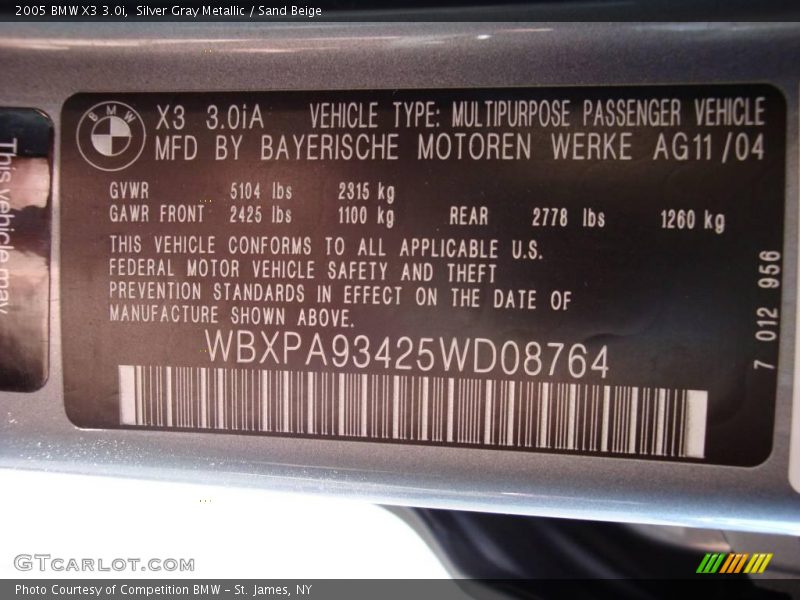 2005 BMW X3 3.0i, Silver Gray Metallic / Sand Beige
BMW
X3 3.0iA VEHICLE TYPE: MULTIPURPOSE PASSENGER VEHICLE
MFD BY BAYERISCHE MOTOREN WERKE AG11/04
GVWR 5104 lbs 2315 kg
GAWR FRONT 2425 lbs 1100 kg REAR 2778 lbs 1260 kg
THIS VEHICLE CONFORMS TO ALL APPLICABLE U.S.
FEDERAL MOTOR VEHICLE SAFETY AND THEFT
PREVENTION STANDARDS IN EFFECT ON THE DATE OF
MANUFACTURE SHOWN ABOVE.
WBXPA93425WD08764
7 012 956
This vehicle may
GTCARLOT.COM
Photo Courtesy of Competition BMW – St. James, NY